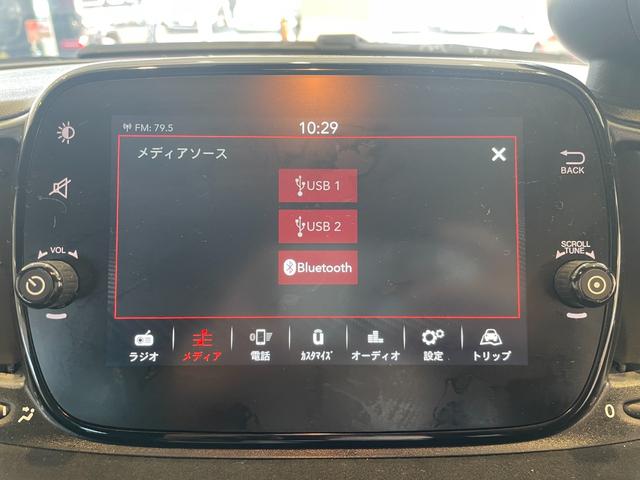 FM: 79.5
10:29
メディアソース
BACK
USB 1
USB 2
VOL
SCROLL
TUNE
Bluetooth
ラジオ
メディア
電話
カスタマイズ
オーディオ
設定
トリップ
0